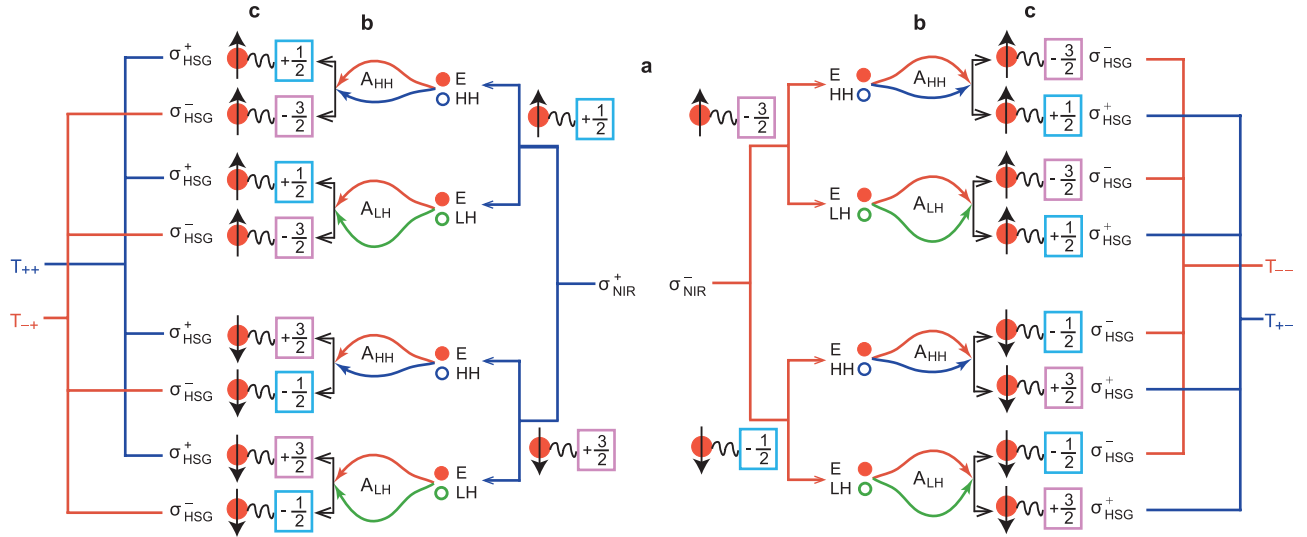 c b a b c
σ⁺HSG +1/2 AHH E
HH
σ⁻HSG -3/2
+1/2
σ⁺HSG +1/2 ALH E
LH
σ⁻HSG -3/2
T++
σ⁺NIR
T-+
σ⁺HSG +3/2 AHH E
HH
σ⁻HSG -1/2
+3/2
σ⁺HSG +3/2 ALH E
LH
σ⁻HSG -1/2
E
HH AHH -3/2 σ⁻HSG
-3/2
+1/2 σ⁺HSG
E
LH ALH -3/2 σ⁻HSG
+1/2 σ⁺HSG
T--
σ⁻NIR
T+-
E
HH AHH -1/2 σ⁻HSG
+3/2 σ⁺HSG
-1/2
E
LH ALH -1/2 σ⁻HSG
+3/2 σ⁺HSG